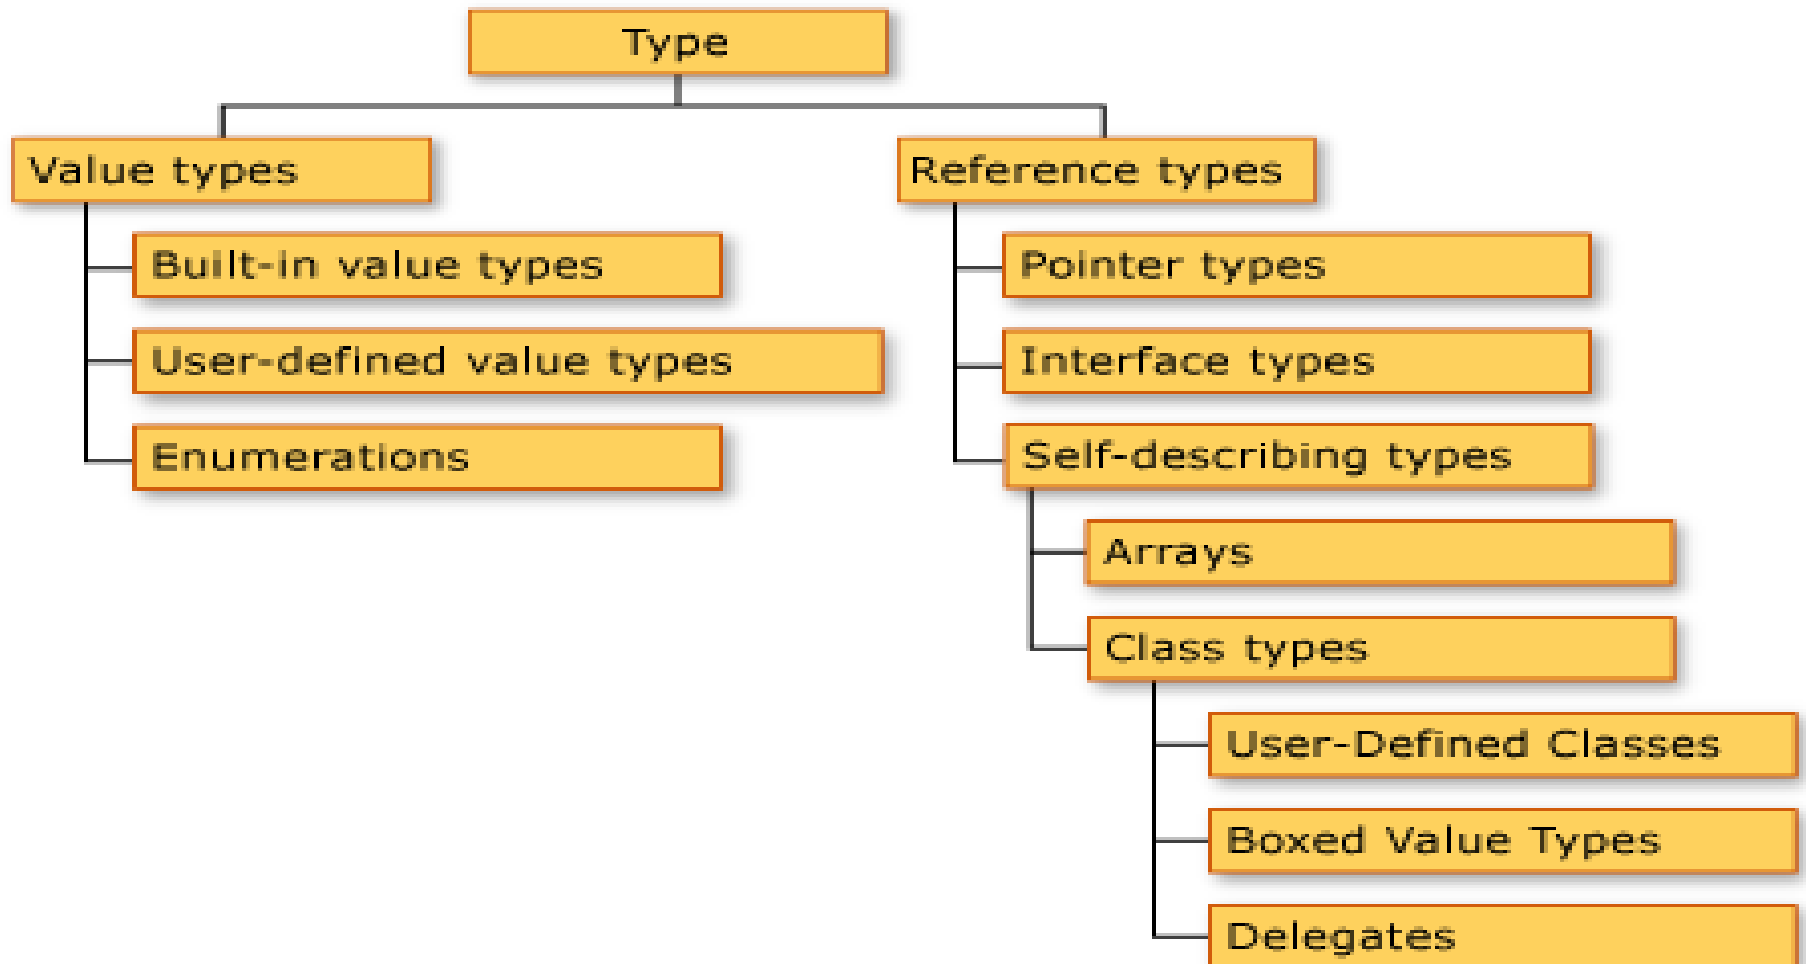 Type
Value types
Reference types
Built-in value types
Pointer types
User-defined value types
Interface types
Enumerations
Self-describing types
Arrays
Class types
User-Defined Classes
Boxed Value Types
Delegates